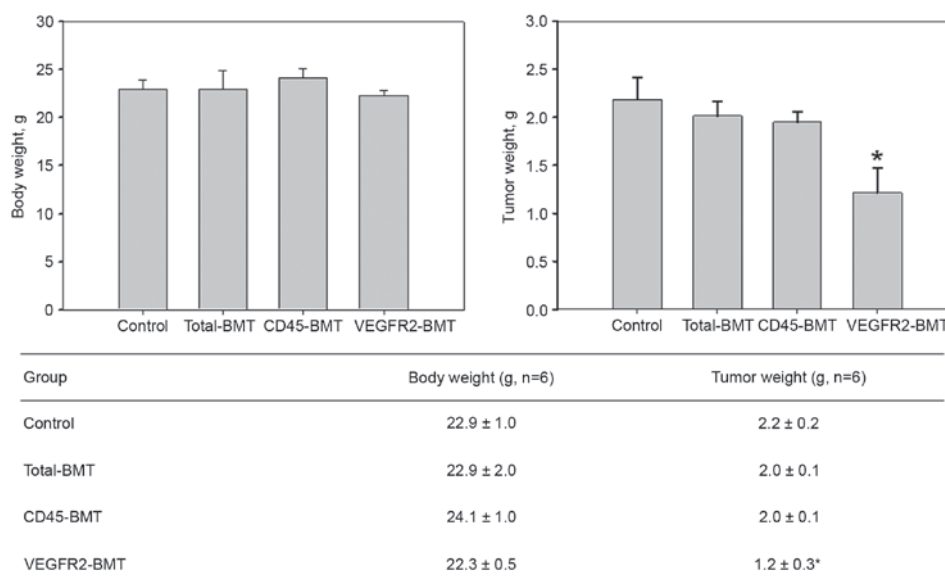 Body weight, g
30
25
20
15
10
5
0
Control Total-BMT CD45-BMT VEGFR2-BMT
Tumor weight, g
3.0
2.5
2.0
1.5
1.0
0.5
0.0
*
Control Total-BMT CD45-BMT VEGFR2-BMT
Group Body weight (g, n=6) Tumor weight (g, n=6)
Control 22.9 ± 1.0 2.2 ± 0.2
Total-BMT 22.9 ± 2.0 2.0 ± 0.1
CD45-BMT 24.1 ± 1.0 2.0 ± 0.1
VEGFR2-BMT 22.3 ± 0.5 1.2 ± 0.3*